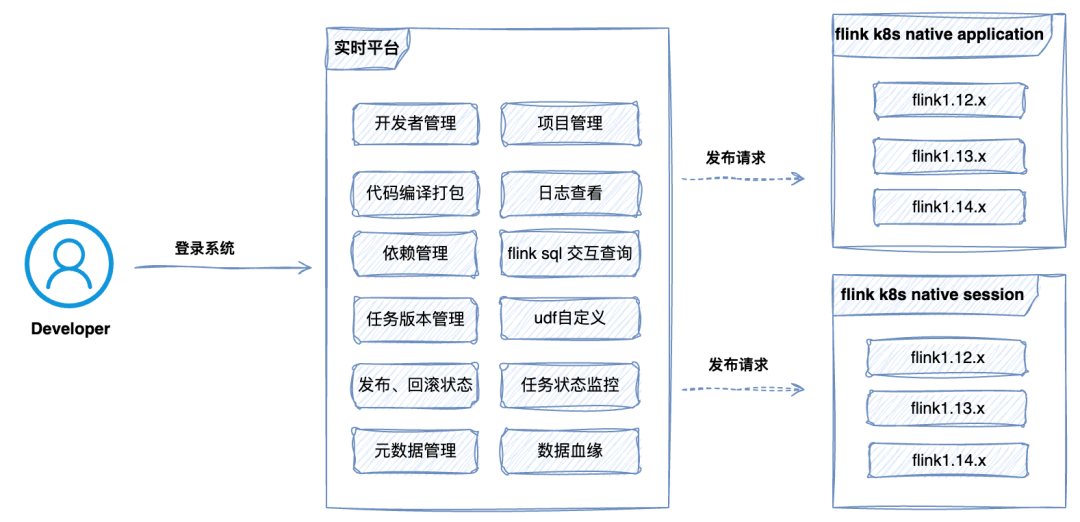 Developer
登录系统
实时平台
开发者管理
项目管理
代码编译打包
日志查看
依赖管理
flink sql 交互查询
任务版本管理
udf自定义
发布、回滚状态
任务状态监控
元数据管理
数据血缘
发布请求
发布请求
flink k8s native application
flink1.12.x
flink1.13.x
flink1.14.x
flink k8s native session
flink1.12.x
flink1.13.x
flink1.14.x